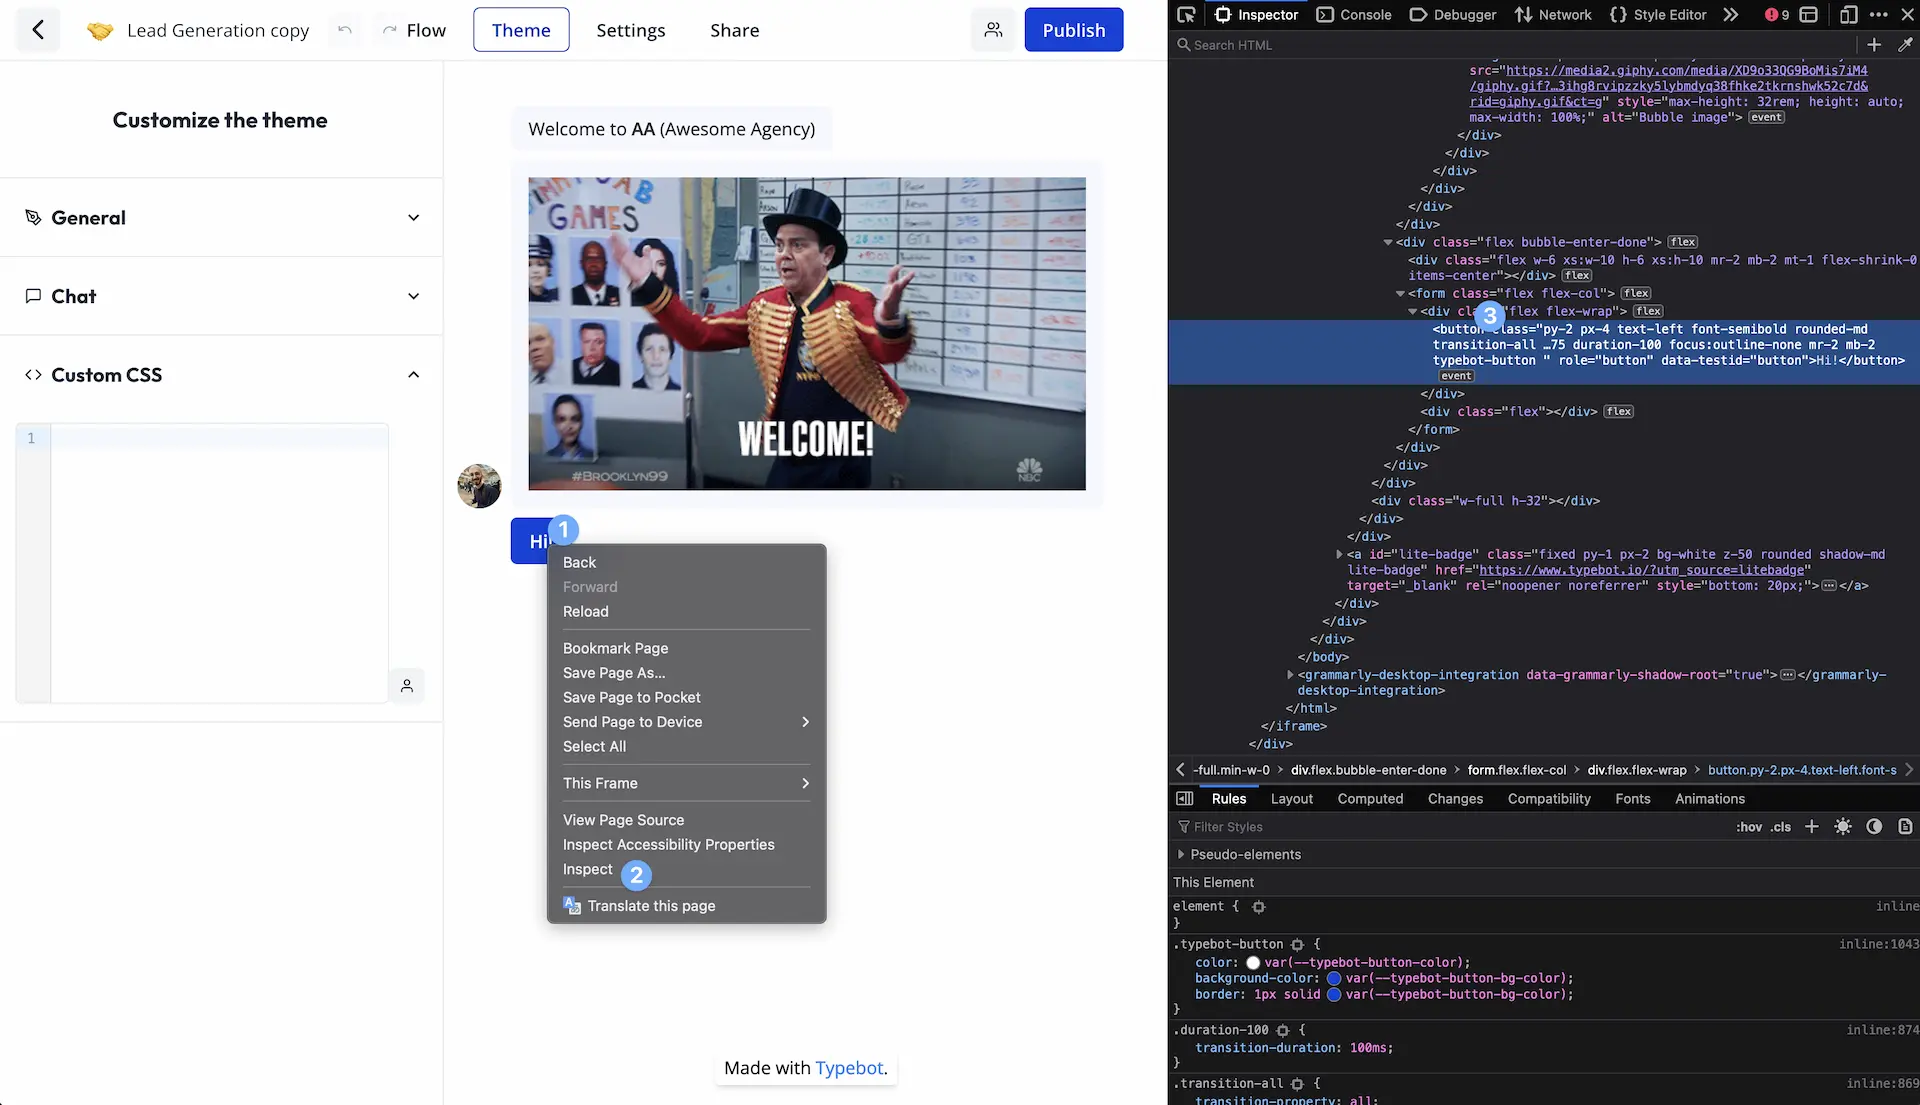 Lead Generation copy
Flow
Theme
Settings
Share
Publish
Customize the theme
General
Chat
Custom CSS
1
Welcome to AA (Awesome Agency)
GAMES
WELCOME!
#BROOKLYN99
NBC
Hi!
1
Back
Forward
Reload
Bookmark Page
Save Page As...
Save Page to Pocket
Send Page to Device
Select All
This Frame
View Page Source
Inspect Accessibility Properties
Inspect
2
Translate this page
Made with Typebot.
Inspector
Console
Debugger
Network
Style Editor
9
Search HTML
src="https://media2.giphy.com/media/XD9o33QG9BoMis7iM4
/giphy.gif?…3ihg8rvipzzky5lybmdyq38fhke2tkrnshwk52c7d&
rid=giphy.gif&ct=g" style="max-height: 32rem; height: auto;
max-width: 100%;" alt="Bubble image"> event
</div>
</div>
</div>
</div>
</div>
</div>
<div class="flex bubble-enter-done"> flex
<div class="flex w-6 xs:w-10 h-6 xs:h-10 mr-2 mb-2 mt-1 flex-shrink-0
items-center"></div> flex
<form class="flex flex-col"> flex
3
<div class="flex flex-wrap"> flex
<button class="py-2 px-4 text-left font-semibold rounded-md
transition-all …75 duration-100 focus:outline-none mr-2 mb-2
typebot-button " role="button" data-testid="button">Hi!</button>
event
</div>
<div class="flex"></div> flex
</form>
</div>
</div>
</div>
<div class="w-full h-32"></div>
</div>
</div>
<a id="lite-badge" class="fixed py-1 px-2 bg-white z-50 rounded shadow-md
lite-badge" href="https://www.typebot.io/?utm_source=litebadge"
target="_blank" rel="noopener noreferrer" style="bottom: 20px;">…</a>
</div>
</div>
</div>
</body>
<grammarly-desktop-integration data-grammarly-shadow-root="true">…</grammarly-
desktop-integration>
</html>
</iframe>
</div>
-full.min-w-0 > div.flex.bubble-enter-done > form.flex.flex-col > div.flex.flex-wrap > button.py-2.px-4.text-left.font-s
Rules
Layout
Computed
Changes
Compatibility
Fonts
Animations
Filter Styles
:hov
.cls
Pseudo-elements
This Element
element {
inline
}
.typebot-button {
inline:1043
color: var(--typebot-button-color);
background-color: var(--typebot-button-bg-color);
border: 1px solid var(--typebot-button-bg-color);
}
.duration-100 {
inline:874
transition-duration: 100ms;
}
.transition-all {
inline:869
transition-property: all;